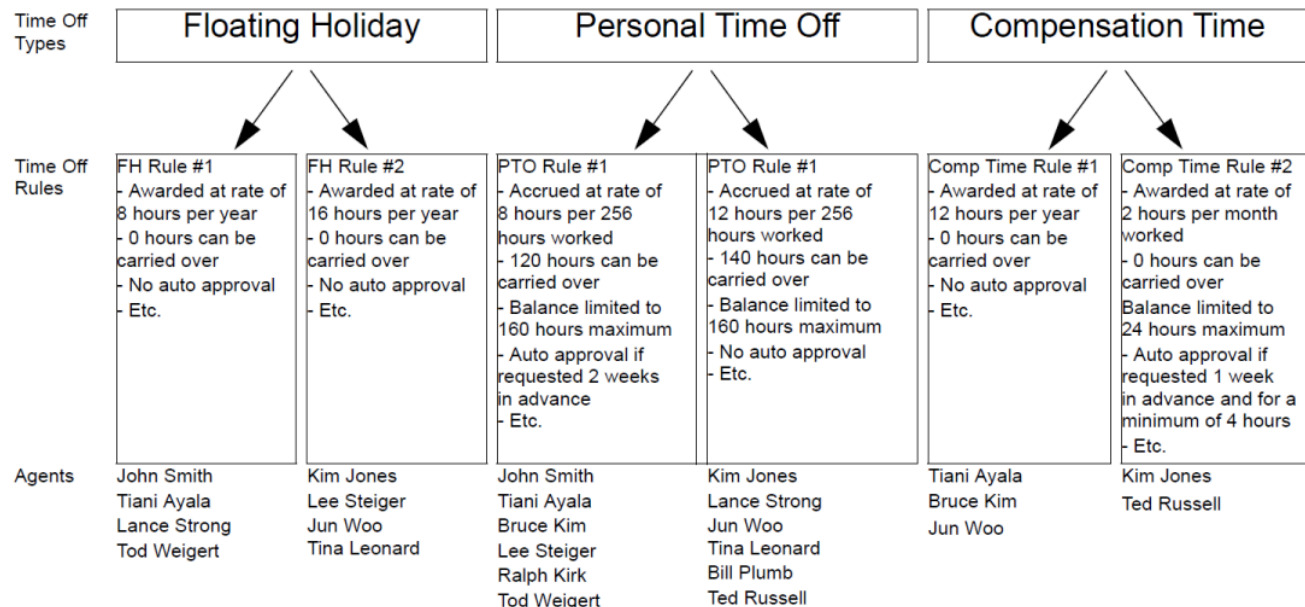 Time Off
Types
Floating Holiday
Personal Time Off
Compensation Time
Time Off
Rules
FH Rule #1
- Awarded at rate of
8 hours per year
- 0 hours can be
carried over
- No auto approval
- Etc.
FH Rule #2
- Awarded at rate of
16 hours per year
- 0 hours can be
carried over
- No auto approval
- Etc.
PTO Rule #1
- Accrued at rate of
8 hours per 256
hours worked
- 120 hours can be
carried over
- Balance limited to
160 hours maximum
- Auto approval if
requested 2 weeks
in advance
- Etc.
PTO Rule #1
- Accrued at rate of
12 hours per 256
hours worked
- 140 hours can be
carried over
- Balance limited to
160 hours maximum
- No auto approval
- Etc.
Comp Time Rule #1
- Awarded at rate of
12 hours per year
- 0 hours can be
carried over
- No auto approval
- Etc.
Comp Time Rule #2
- Awarded at rate of
2 hours per month
worked
- 0 hours can be
carried over
Balance limited to
24 hours maximum
- Auto approval if
requested 1 week
in advance and for a
minimum of 4 hours
- Etc.
Agents
John Smith
Tiani Ayala
Lance Strong
Tod Weigert
Kim Jones
Lee Steiger
Jun Woo
Tina Leonard
John Smith
Tiani Ayala
Bruce Kim
Lee Steiger
Ralph Kirk
Tod Weigert
Kim Jones
Lance Strong
Jun Woo
Tina Leonard
Bill Plumb
Ted Russell
Tiani Ayala
Bruce Kim
Jun Woo
Kim Jones
Ted Russell